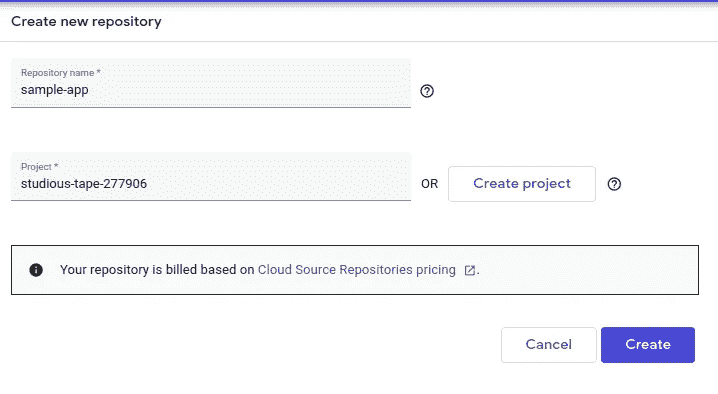 Create new repository
Repository name *
sample-app
Project *
studious-tape-277906
OR
Create project
Your repository is billed based on Cloud Source Repositories pricing.
Cancel
Create